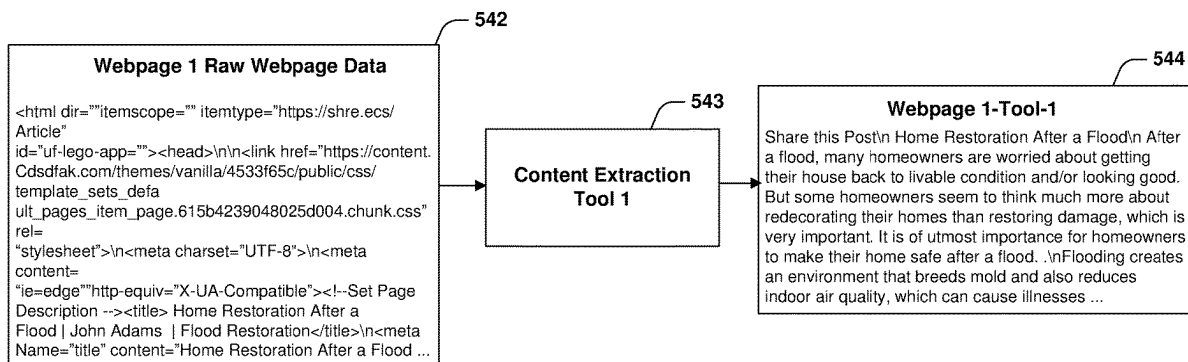 542
Webpage 1 Raw Webpage Data
<html dir=””itemscope=”” itemtype=”https://shre.ecs/
Article”
id=”uf-lego-app=””><head>\n\n<link href=”https://content.
Cdsdfak.com/themes/vanilla/4533f65c/public/css/
template_sets_defa
ult_pages_item_page.615b4239048025d004.chunk.css”
rel=
“stylesheet”>\n<meta charset=”UTF-8”>\n<meta
content=
“ie=edge””http-equiv=”X-UA-Compatible”><!--Set Page
Description --><title> Home Restoration After a
Flood | John Adams | Flood Restoration</title>\n<meta
Name=”title” content=”Home Restoration After a Flood ...
543
Content Extraction
Tool 1
544
Webpage 1-Tool-1
Share this Post\n Home Restoration After a Flood\n After
a flood, many homeowners are worried about getting
their house back to livable condition and/or looking good.
But some homeowners seem to think much more about
redecorating their homes than restoring damage, which is
very important. It is of utmost importance for homeowners
to make their home safe after a flood. .\nFlooding creates
an environment that breeds mold and also reduces
indoor air quality, which can cause illnesses ...